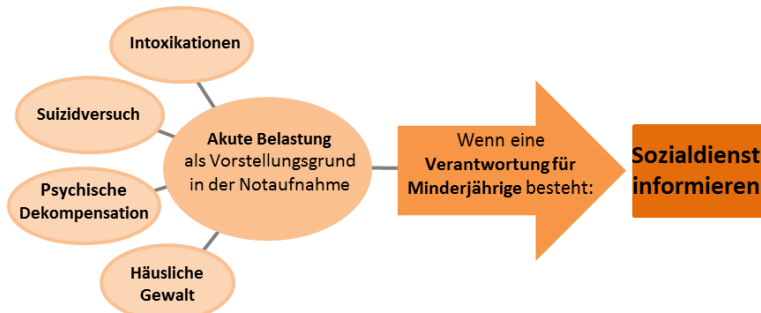 Intoxikationen
Suizidversuch
Psychische
Dekompensation
Häusliche
Gewalt
Akute Belastung
als Vorstellungsgrund
in der Notaufnahme
Wenn eine
Verantwortung für
Minderjährige besteht:
Sozialdienst
informieren